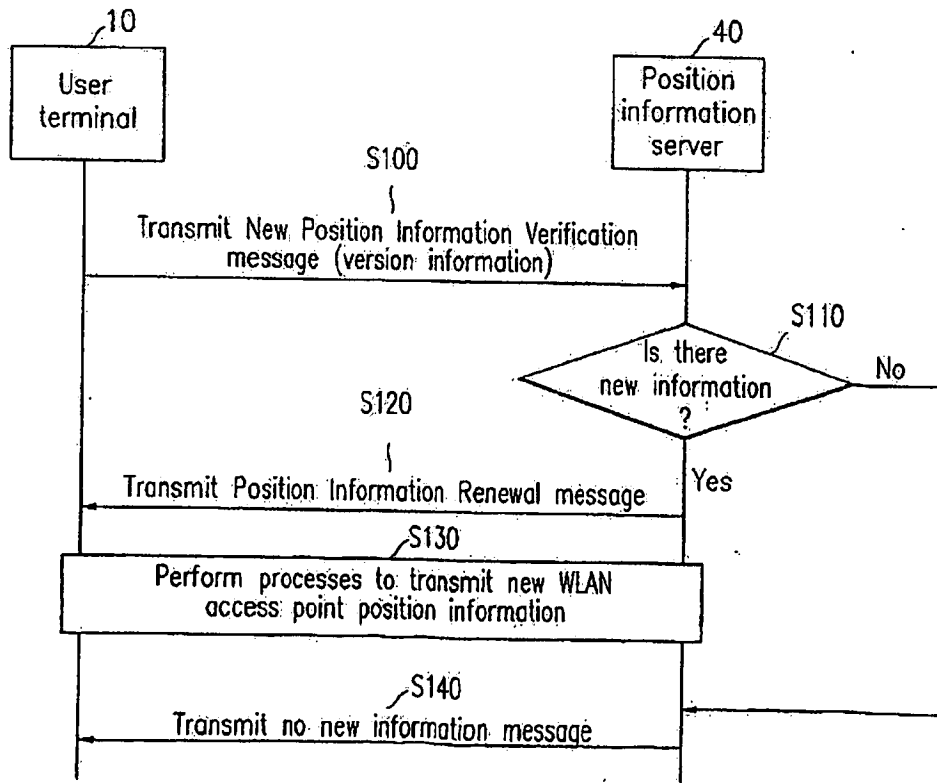 10
User
terminal
40
Position
information
server
S100
Transmit New Position Information Verification
message (version information)
S110
Is there
new information
?
No
S120
Yes
Transmit Position Information Renewal message
S130
Perform processes to transmit new WLAN
access point position information
S140
Transmit no new information message